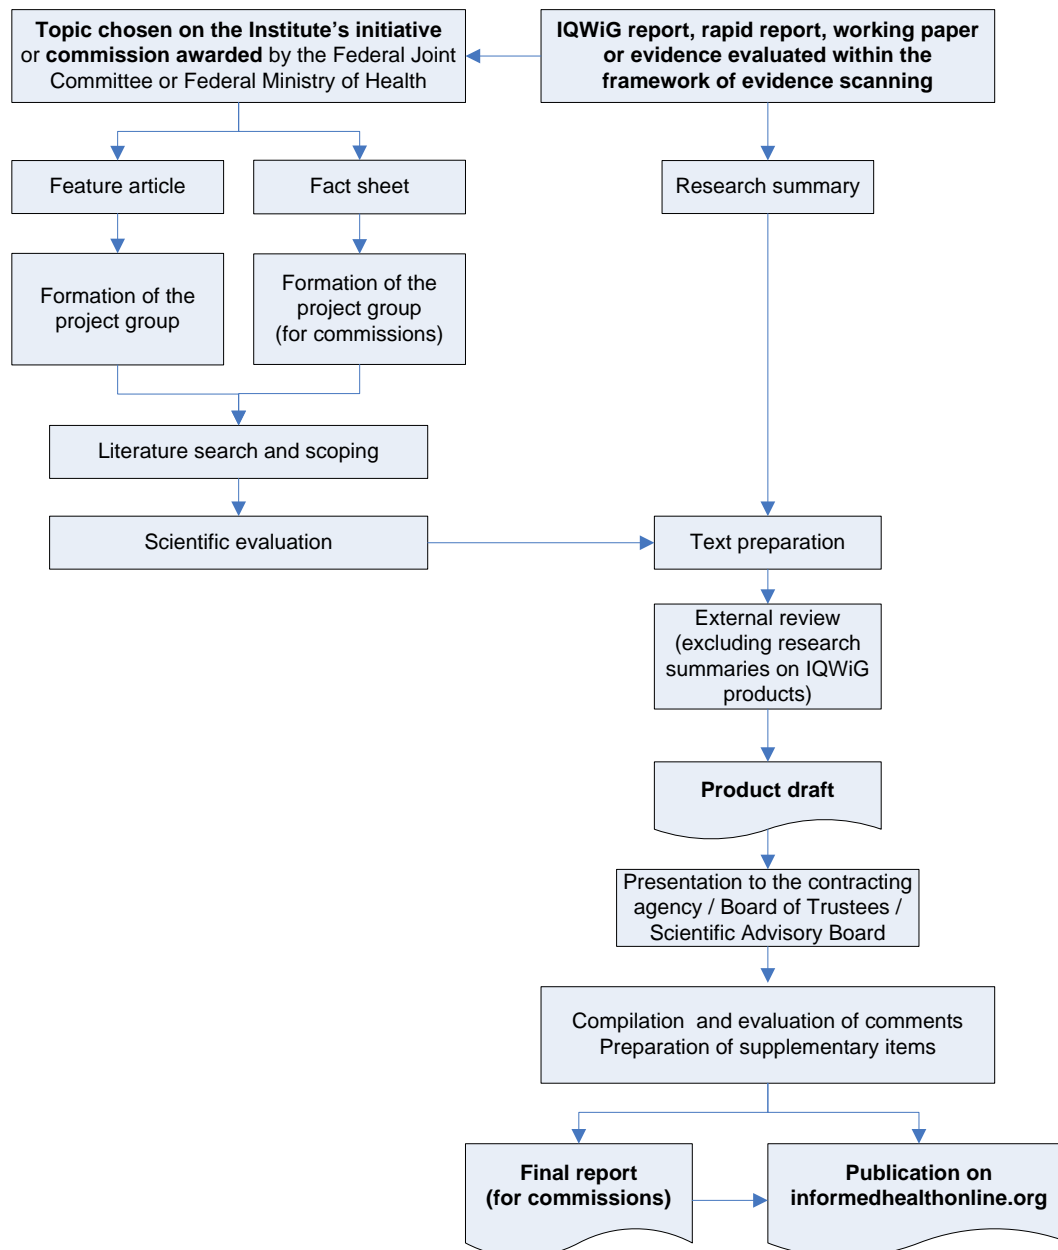 Topic chosen on the Institute's initiative
or commission awarded by the Federal Joint
Committee or Federal Ministry of Health
IQWiG report, rapid report, working paper
or evidence evaluated within the
framework of evidence scanning
Feature article
Fact sheet
Research summary
Formation of the
project group
Formation of the
project group
(for commissions)
Literature search and scoping
Scientific evaluation
Text preparation
External review
(excluding research
summaries on IQWiG
products)
Product draft
Presentation to the contracting
agency / Board of Trustees /
Scientific Advisory Board
Compilation and evaluation of comments
Preparation of supplementary items
Final report
(for commissions)
Publication on
informedhealthonline.org